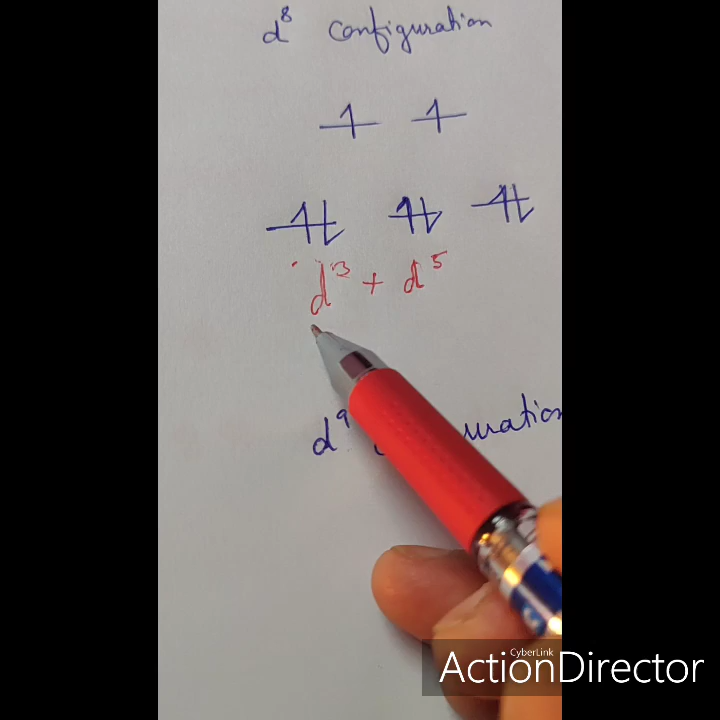 d⁸ configuration
d³ + d⁵
d⁹
CyberLink
ActionDirector